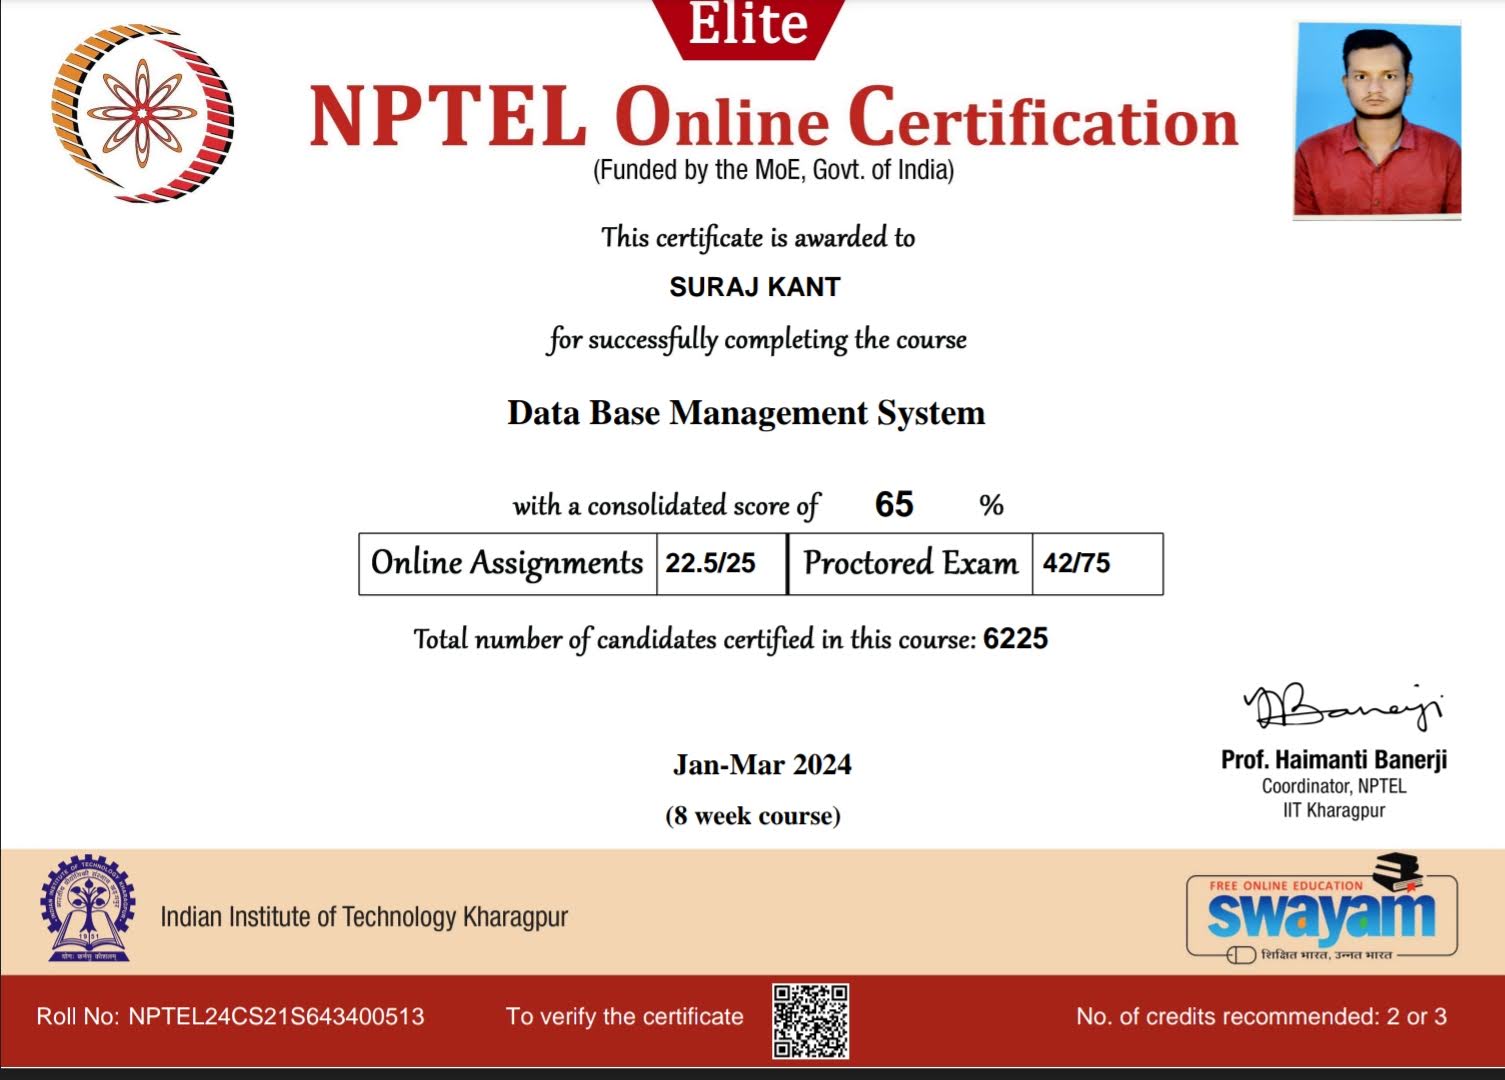 Elite
NPTEL Online Certification
(Funded by the MoE, Govt. of India)
This certificate is awarded to
SURAJ KANT
for successfully completing the course
Data Base Management System
with a consolidated score of 65 %
Online Assignments 22.5/25 Proctored Exam 42/75
Total number of candidates certified in this course: 6225
Jan-Mar 2024
(8 week course)
Prof. Haimanti Banerji
Coordinator, NPTEL
IIT Kharagpur
Indian Institute of Technology Kharagpur
FREE ONLINE EDUCATION
swayam
शिक्षित भारत, उन्नत भारत
Roll No: NPTEL24CS21S643400513
To verify the certificate
No. of credits recommended: 2 or 3